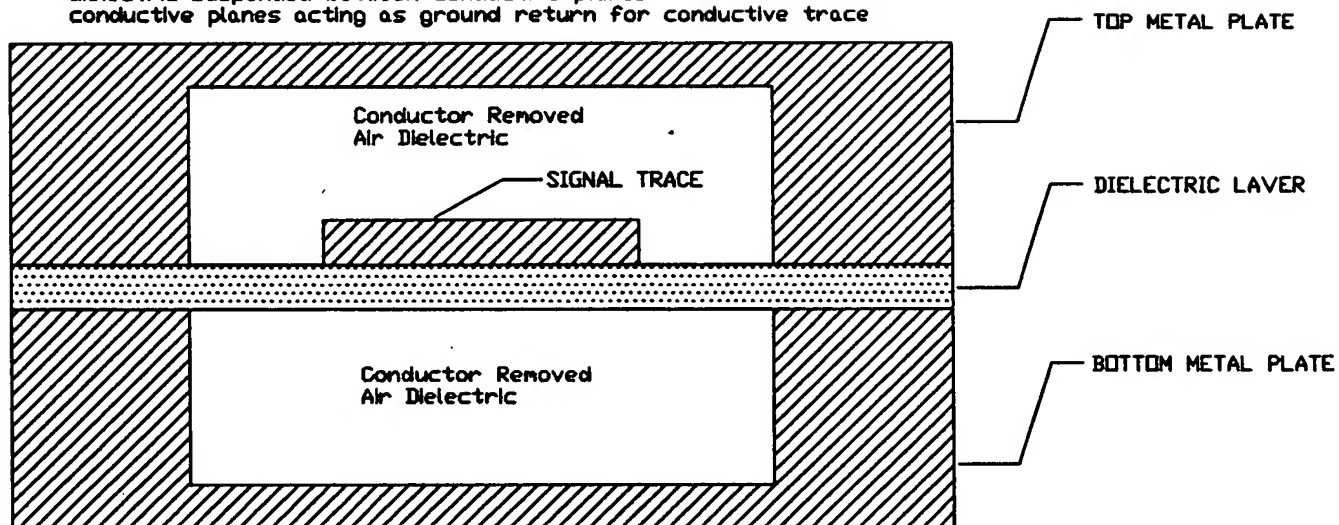 conductive planes acting as ground return for conductive trace
TOP METAL PLATE
Conductor Removed
Air Dielectric
SIGNAL TRACE
DIELECTRIC LAVER
Conductor Removed
Air Dielectric
BOTTOM METAL PLATE